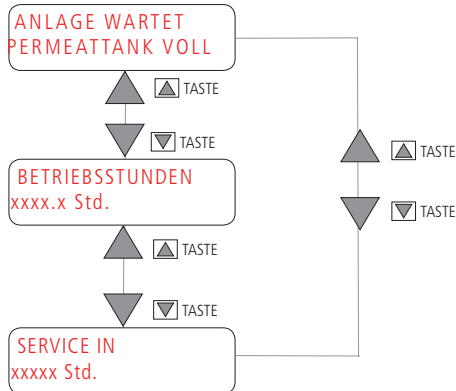 ANLAGE WARTET
PERMEATTANK VOLL
TASTE
TASTE
TASTE
TASTE
BETRIEBSSTUNDEN
xxxx.x Std.
TASTE
TASTE
SERVICE IN
xxxxx Std.